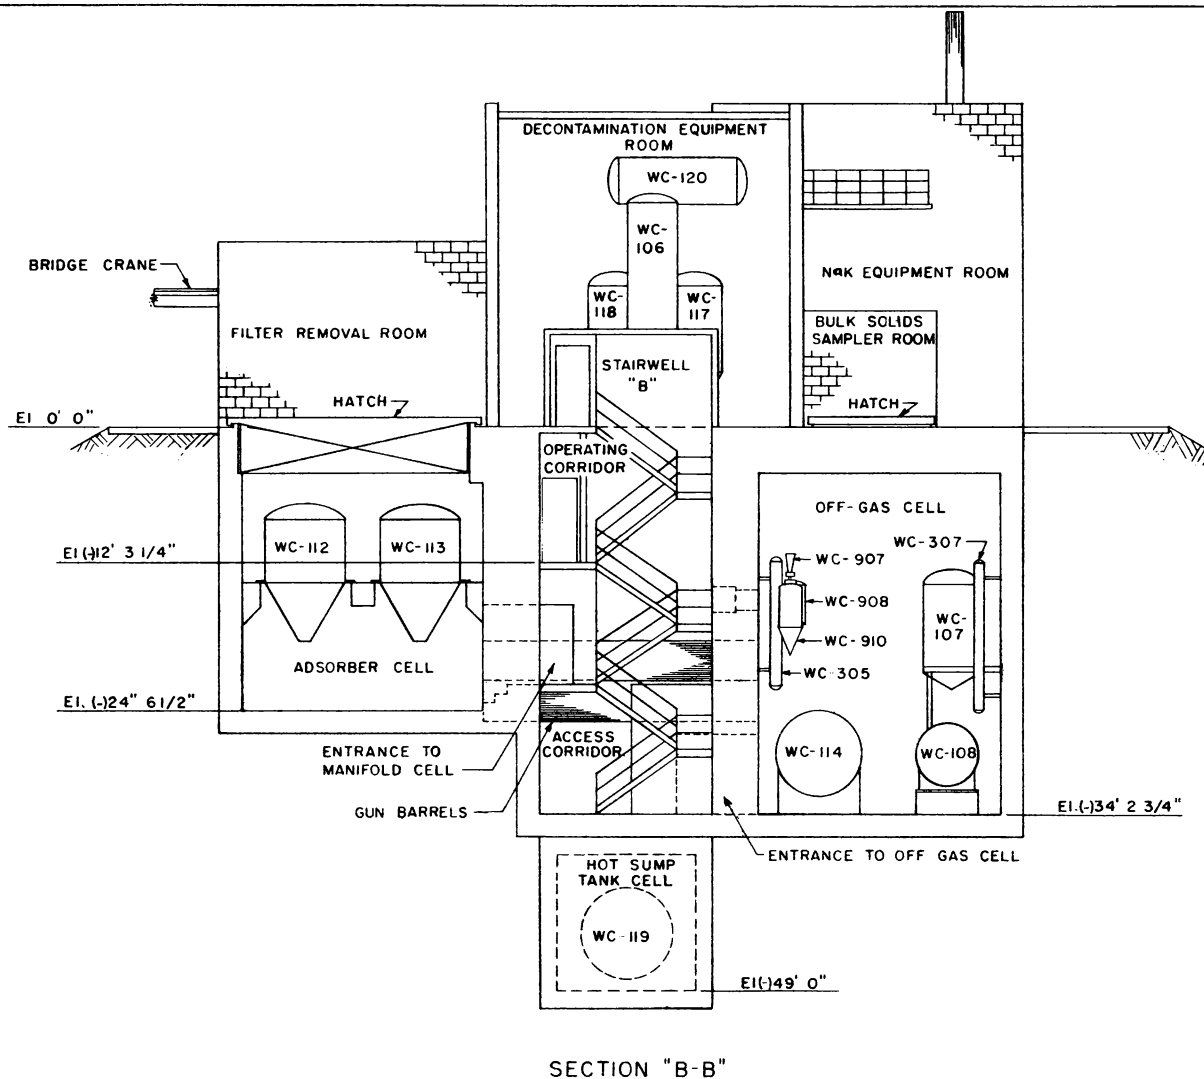 DECONTAMINATION EQUIPMENT
ROOM
WC-120
WC-
106
BRIDGE CRANE
NaK EQUIPMENT ROOM
WC-
118
WC-
117
FILTER REMOVAL ROOM
BULK SOLIDS
SAMPLER ROOM
STAIRWELL
"B"
HATCH
HATCH
El 0' 0"
OPERATING
CORRIDOR
OFF-GAS CELL
El(-)12' 3 1/4"
WC-112
WC-113
WC-307
WC-907
WC-908
WC-
107
WC-910
WC-305
ADSORBER CELL
El. (-)24" 6 1/2"
ACCESS
CORRIDOR
ENTRANCE TO
MANIFOLD CELL
WC-114
WC-108
GUN BARRELS
El.(-)34' 2 3/4"
ENTRANCE TO OFF GAS CELL
HOT SUMP
TANK CELL
WC-119
El(-)49' 0"
SECTION "B-B"